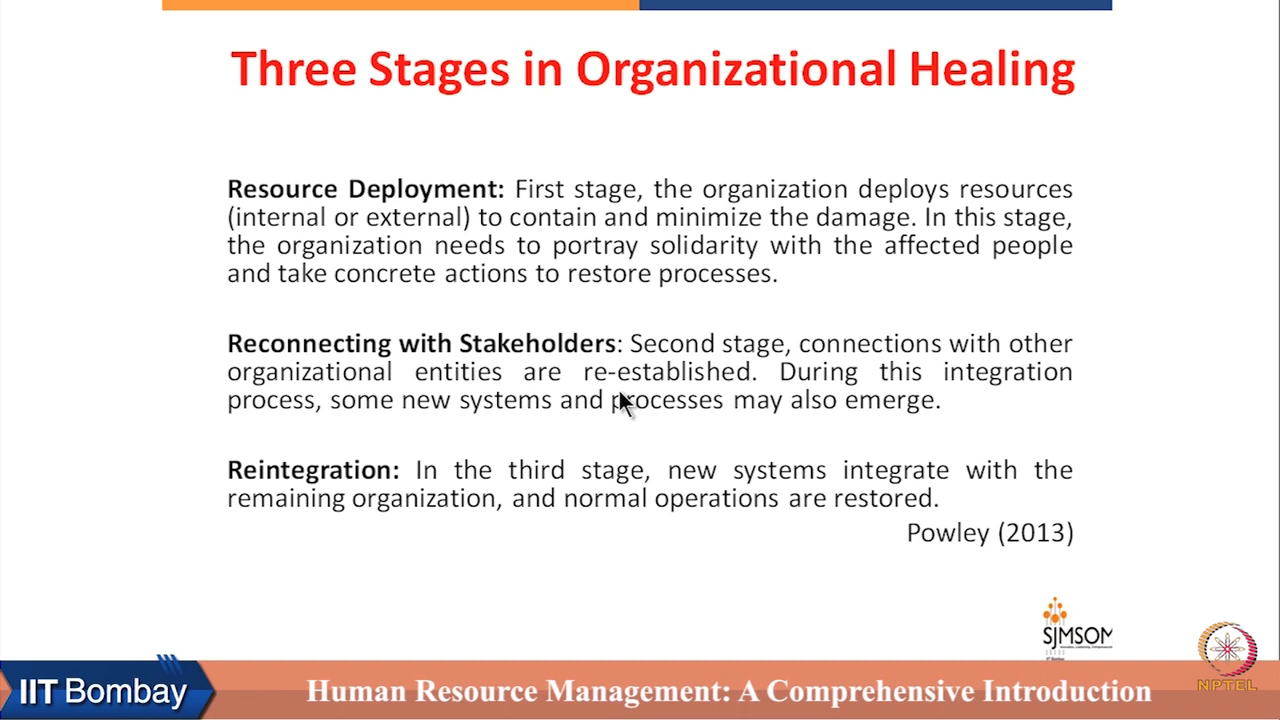 Three Stages in Organizational Healing
Resource Deployment: First stage, the organization deploys resources
(internal or external) to contain and minimize the damage. In this stage,
the organization needs to portray solidarity with the affected people
and take concrete actions to restore processes.
Reconnecting with Stakeholders: Second stage, connections with other
organizational entities are re-established. During this integration
process, some new systems and processes may also emerge.
Reintegration: In the third stage, new systems integrate with the
remaining organization, and normal operations are restored.
Powley (2013)
SJMSOM
IIT Bombay
Human Resource Management: A Comprehensive Introduction
NPTEL